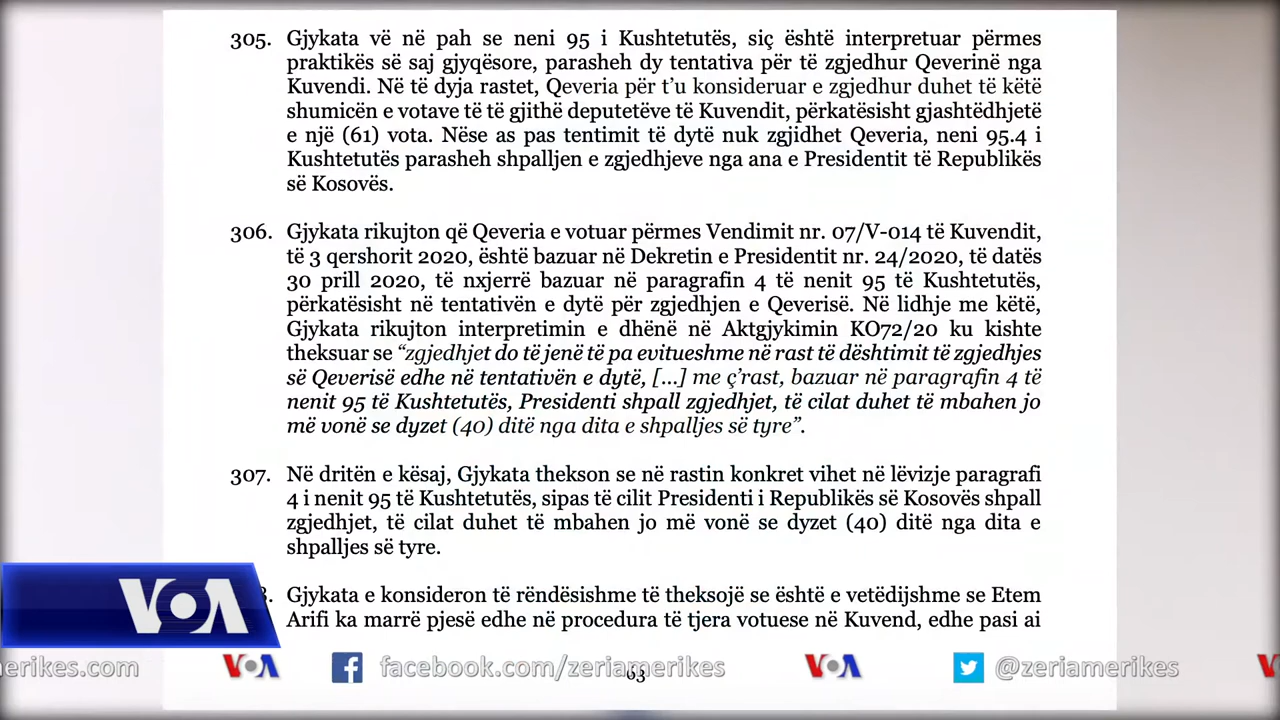 305. Gjykata vë në pah se neni 95 i Kushtetutës, siç është interpretuar përmes
praktikës së saj gjyqësore, parasheh dy tentativa për të zgjedhur Qeverinë nga
Kuvendi. Në të dyja rastet, Qeveria për t’u konsideruar e zgjedhur duhet të këtë
shumicën e votave të të gjithë deputetëve të Kuvendit, përkatësisht gjashtëdhjetë
e një (61) vota. Nëse as pas tentimit të dytë nuk zgjidhet Qeveria, neni 95.4 i
Kushtetutës parasheh shpalljen e zgjedhjeve nga ana e Presidentit të Republikës
së Kosovës.
306. Gjykata rikujton që Qeveria e votuar përmes Vendimit nr. 07/V-014 të Kuvendit,
të 3 qershorit 2020, është bazuar në Dekretin e Presidentit nr. 24/2020, të datës
30 prill 2020, të nxjerrë bazuar në paragrafin 4 të nenit 95 të Kushtetutës,
përkatësisht në tentativën e dytë për zgjedhjen e Qeverisë. Në lidhje me këtë,
Gjykata rikujton interpretimin e dhënë në Aktgjykimin KO72/20 ku kishte
theksuar se “zgjedhjet do të jenë të pa evitueshme në rast të dështimit të zgjedhjes
së Qeverisë edhe në tentativën e dytë, [...] me ç’rast, bazuar në paragrafin 4 të
nenit 95 të Kushtetutës, Presidenti shpall zgjedhjet, të cilat duhet të mbahen jo
më vonë se dyzet (40) ditë nga dita e shpalljes së tyre”.
307. Në dritën e kësaj, Gjykata thekson se në rastin konkret vihet në lëvizje paragrafi
4 i nenit 95 të Kushtetutës, sipas të cilit Presidenti i Republikës së Kosovës shpall
zgjedhjet, të cilat duhet të mbahen jo më vonë se dyzet (40) ditë nga dita e
shpalljes së tyre.
8. Gjykata e konsideron të rëndësishme të theksojë se është e vetëdijshme se Etem
Arifi ka marrë pjesë edhe në procedura të tjera votuese në Kuvend, edhe pasi ai
VOA
merikes.com VOA facebook.com/zeriamerikes VOA @zeriamerikes VO
63